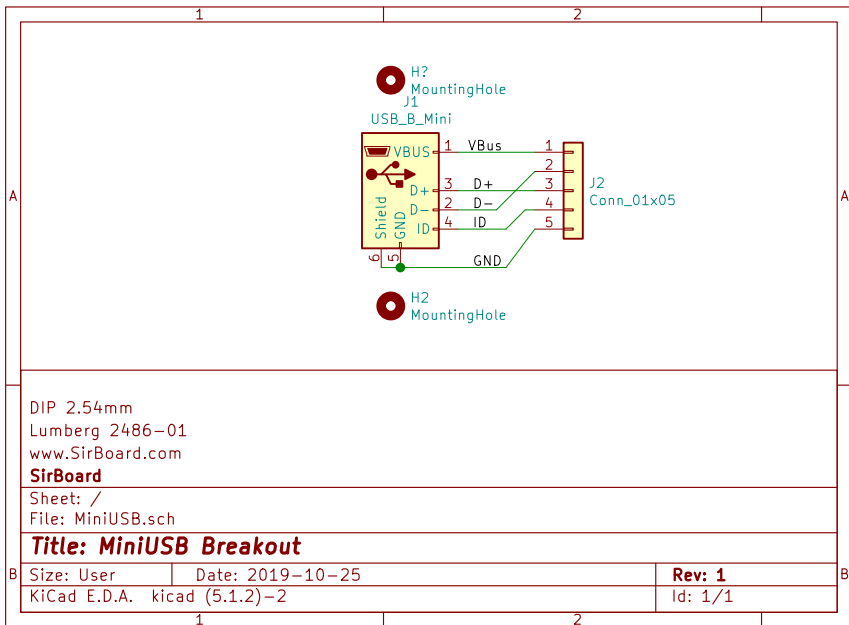 1 2
H?
MountingHole
J1
USB_B_Mini
VBUS 1 VBus 1
2
D+ 3 D+ 3
J2
Conn_01x05
D- 2 D- 4
ID 4 ID 5
Shield
GND
6 5 GND
A A
H2
MountingHole
DIP 2.54mm
Lumberg 2486-01
www.SirBoard.com
SirBoard
Sheet: /
File: MiniUSB.sch
Title: MiniUSB Breakout
B Size: User Date: 2019-10-25 Rev: 1 B
KiCad E.D.A. kicad (5.1.2)-2 Id: 1/1
1 2